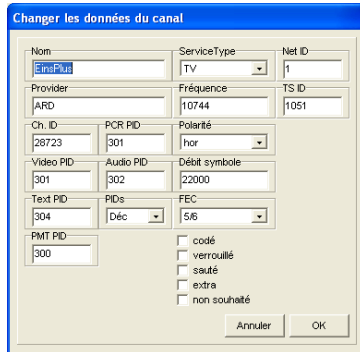 Changer les données du canal
Nom ServiceType Net ID
EinsPlus TV 1
Provider Fréquence TS ID
ARD 10744 1051
Ch. ID PCR PID Polarité
28723 301 hor
Video PID Audio PID Débit symbole
301 302 22000
Text PID PIDs FEC
304 Déc 5/6
PMT PID
300
codé
verrouillé
sauté
extra
non souhaité
Annuler OK